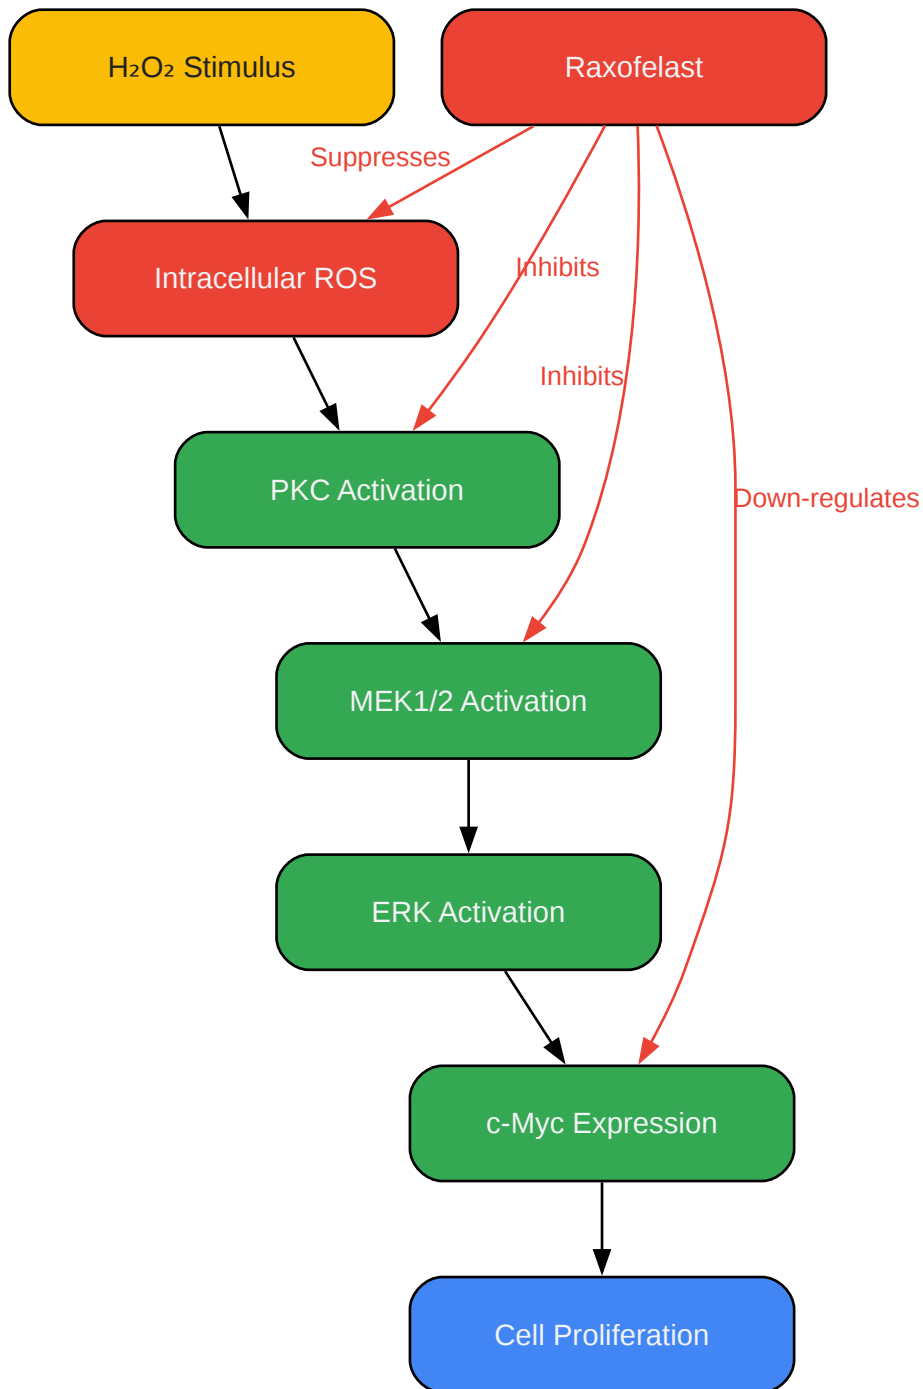 H₂O₂ Stimulus
Raxofelast
Suppresses
Intracellular ROS
Inhibits
Inhibits
PKC Activation
Down-regulates
MEK1/2 Activation
ERK Activation
c-Myc Expression
Cell Proliferation